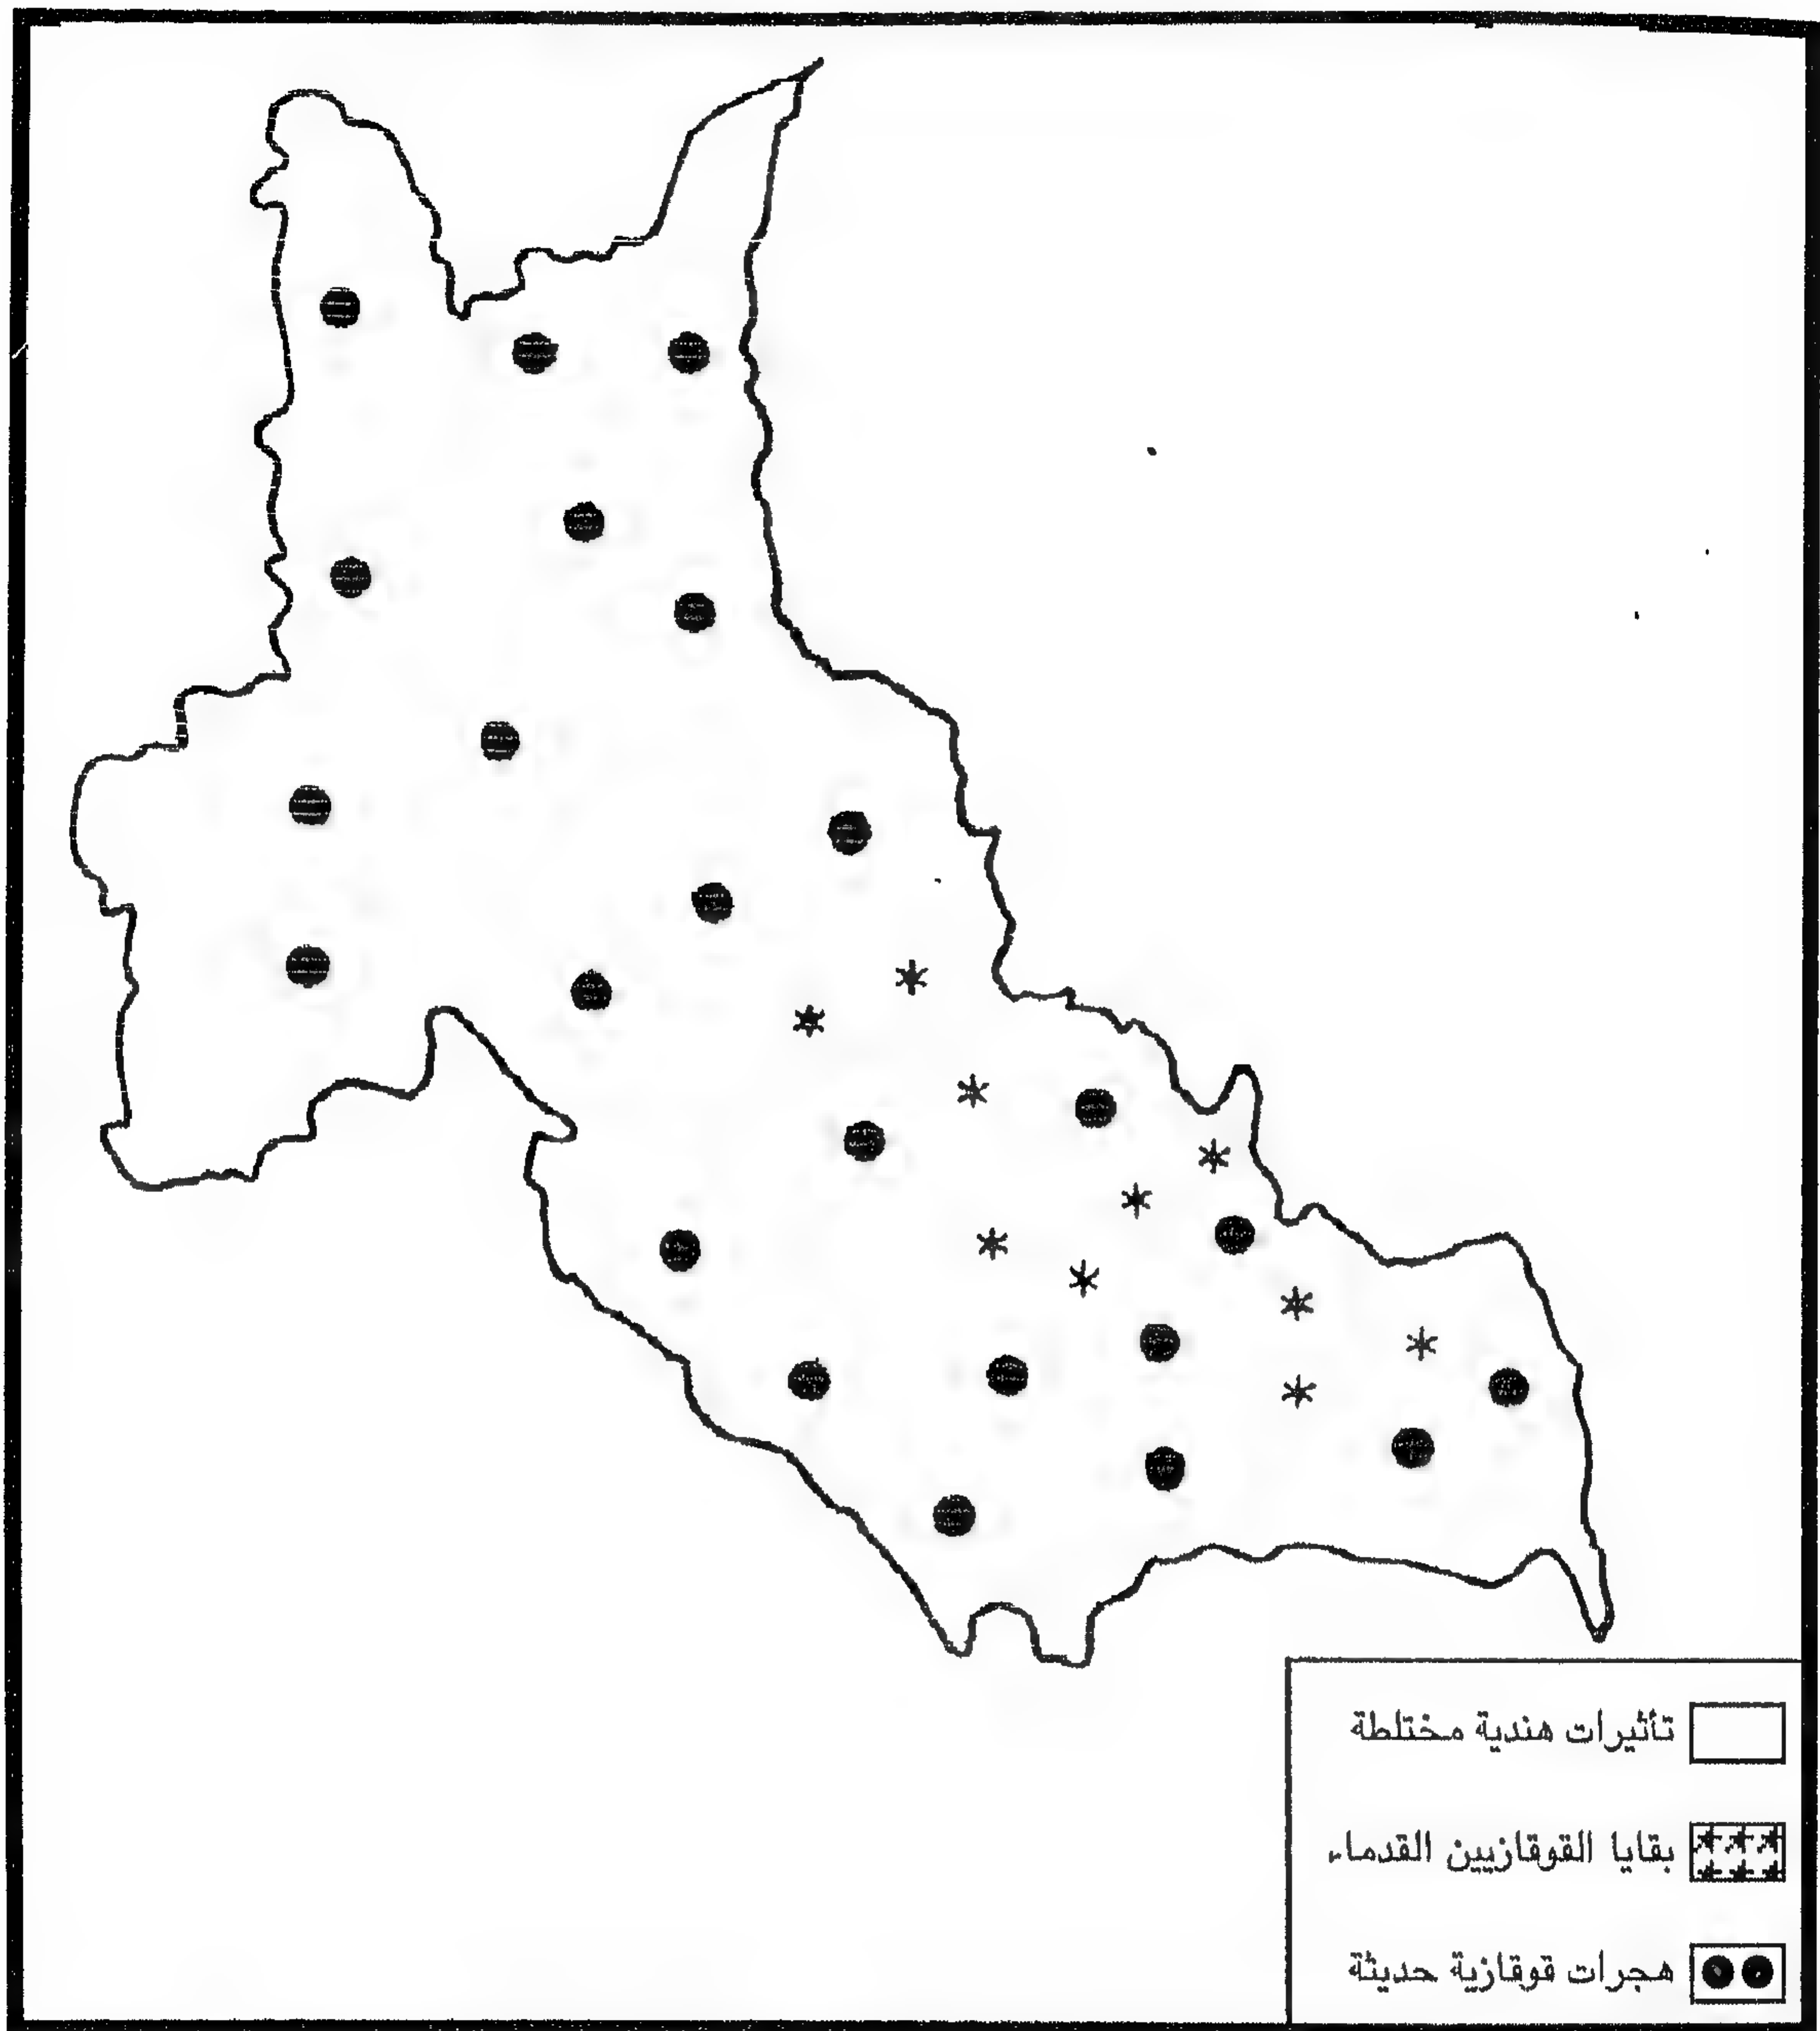 تأثيرات هندية مختلطة
بقايا القوقازيين القدماء
هجرات قوقازية حديثة